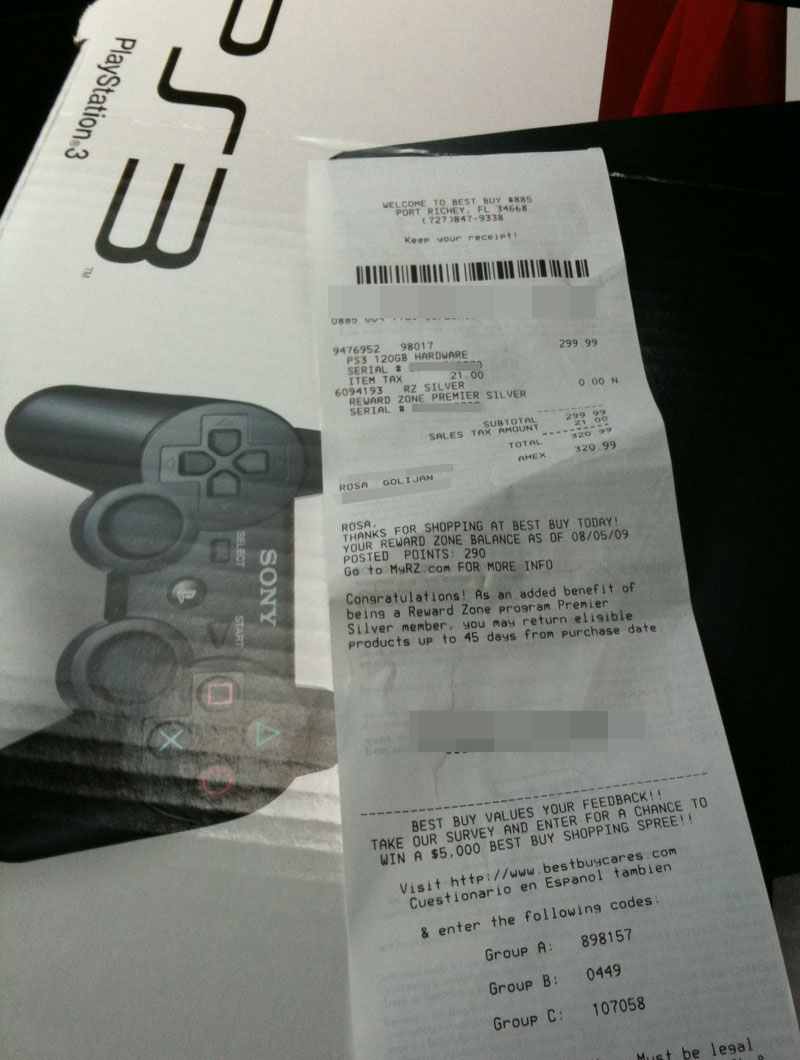 PS3
PlayStation®3
TM
SONY
SELECT
START
WELCOME TO BEST BUY #885
PORT RICHEY, FL 34668
(727)847-9338
Keep your receipt!
0885 004
9476952 98017 299.99
PS3 120GB HARDWARE
SERIAL #
ITEM TAX 21.00
6094193 RZ SILVER 0.00 N
REWARD ZONE PREMIER SILVER
SERIAL #
SUBTOTAL 299.99
SALES TAX AMOUNT 21.00
TOTAL 320.99
AMEX 320.99
ROSA GOLIJAN
ROSA,
THANKS FOR SHOPPING AT BEST BUY TODAY!
YOUR REWARD ZONE BALANCE AS OF 08/05/09
POSTED POINTS: 290
Go to MyRZ.com FOR MORE INFO
Congratulations! As an added benefit of
being a Reward Zone program Premier
Silver member, you may return eligible
products up to 45 days from purchase date
BEST BUY VALUES YOUR FEEDBACK!!
TAKE OUR SURVEY AND ENTER FOR A CHANCE TO
WIN A $5,000 BEST BUY SHOPPING SPREE!!
Visit http://www.bestbuycares.com
Cuestionario en Espanol tambien
& enter the following codes:
Group A: 898157
Group B: 0449
Group C: 107058
Must be legal